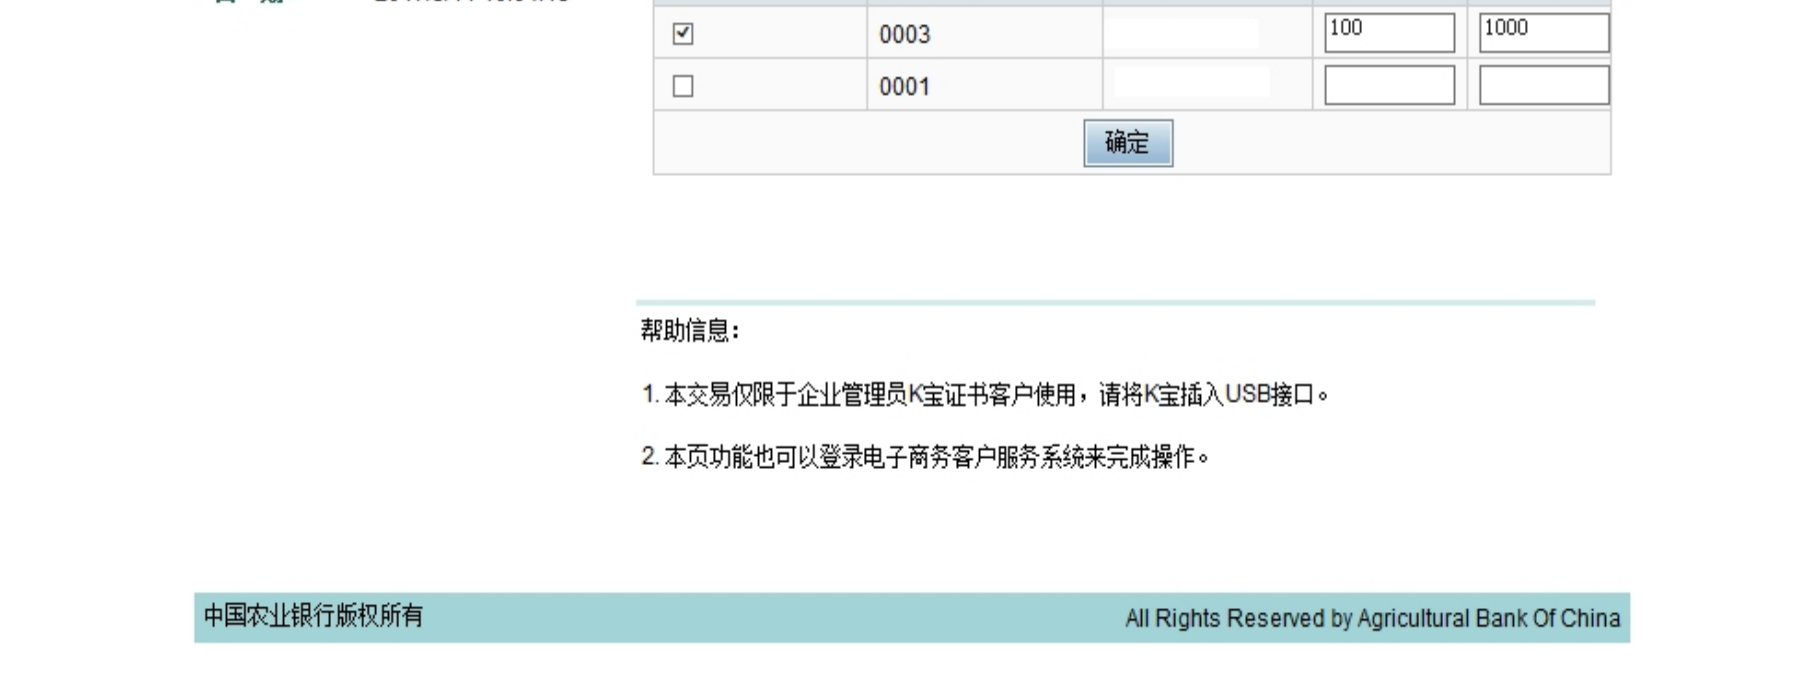 0003 100 1000
0001
确定
帮助信息：
1. 本交易仅限于企业管理员K宝证书客户使用，请将K宝插入USB接口。
2. 本页功能也可以登录电子商务客户服务系统来完成操作。
中国农业银行版权所有 All Rights Reserved by Agricultural Bank Of China